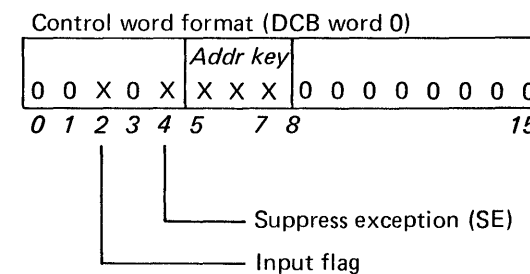 Control word format (DCB word 0)
Addr key
0 0 X 0 X X X X 0 0 0 0 0 0 0 0
0 1 2 3 4 5 7 8 15
Suppress exception (SE)
Input flag